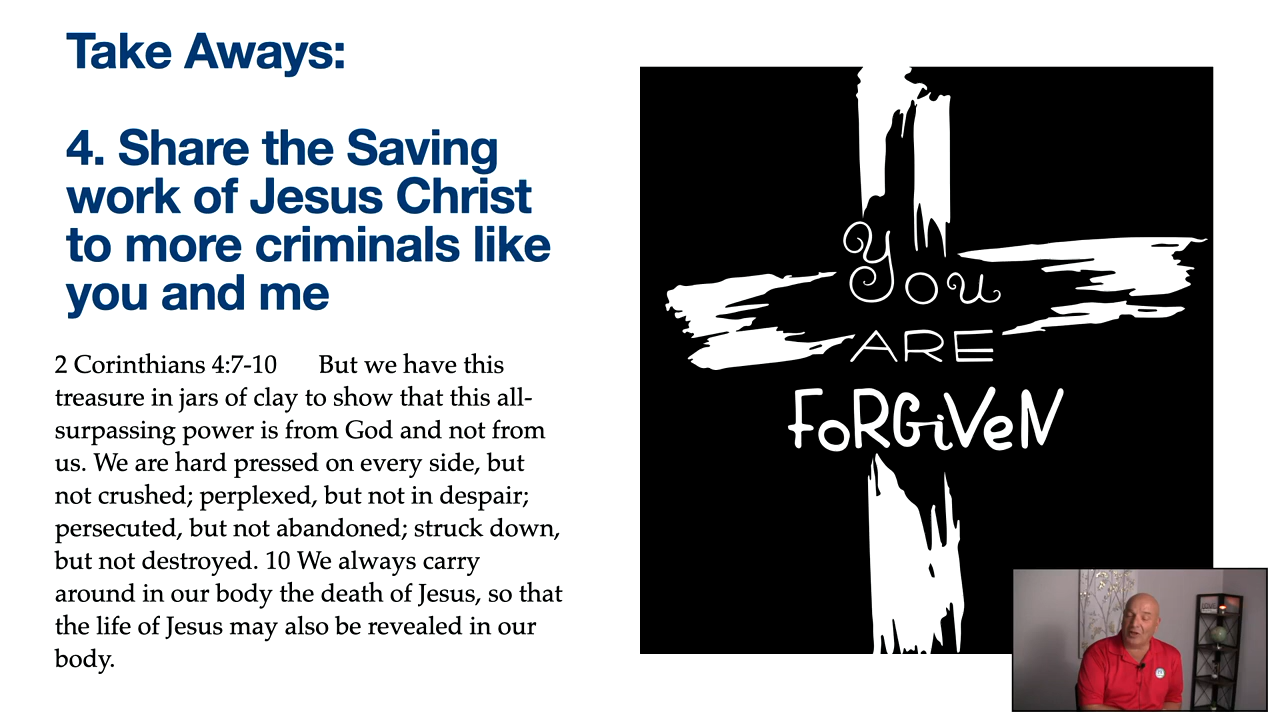 Take Aways:
4. Share the Saving
work of Jesus Christ
to more criminals like
you and me
2 Corinthians 4:7-10 But we have this
treasure in jars of clay to show that this all-
surpassing power is from God and not from
us. We are hard pressed on every side, but
not crushed; perplexed, but not in despair;
persecuted, but not abandoned; struck down,
but not destroyed. 10 We always carry
around in our body the death of Jesus, so that
the life of Jesus may also be revealed in our
body.
You
ARE
FoRGiVeN